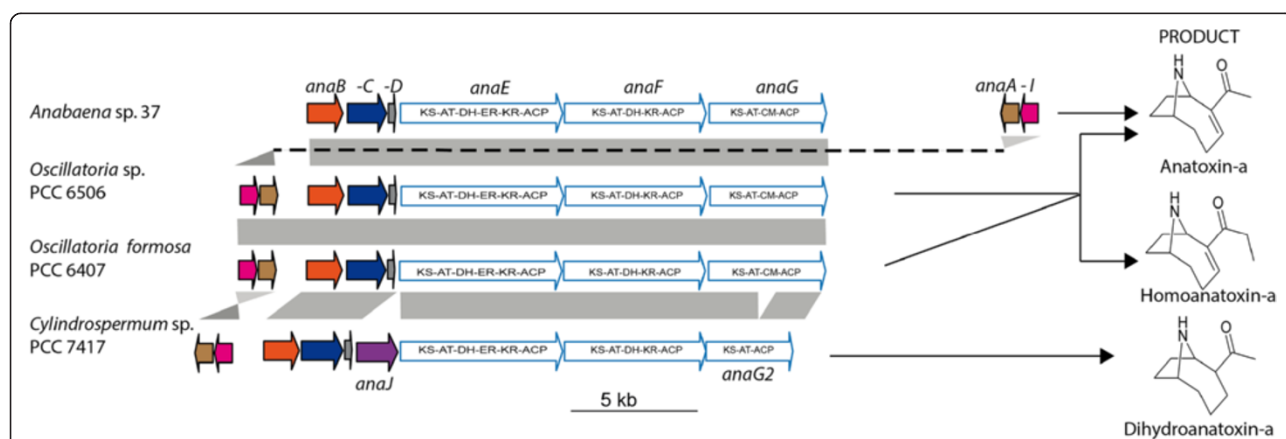 PRODUCT
anaB -C -D anaE anaF anaG anaA - I
Anabaena sp. 37
KS-AT-DH-ER-KR-ACP KS-AT-DH-KR-ACP KS-AT-CM-ACP
H
N
O
Anatoxin-a
Oscillatoria sp.
PCC 6506
KS-AT-DH-ER-KR-ACP KS-AT-DH-KR-ACP KS-AT-CM-ACP
H
N
O
Homoanatoxin-a
Oscillatoria formosa
PCC 6407
KS-AT-DH-ER-KR-ACP KS-AT-DH-KR-ACP KS-AT-CM-ACP
Cylindrospermum sp.
PCC 7417
KS-AT-DH-ER-KR-ACP KS-AT-DH-KR-ACP KS-AT-ACP
anaJ anaG2
H
N
O
Dihydroanatoxin-a
5 kb